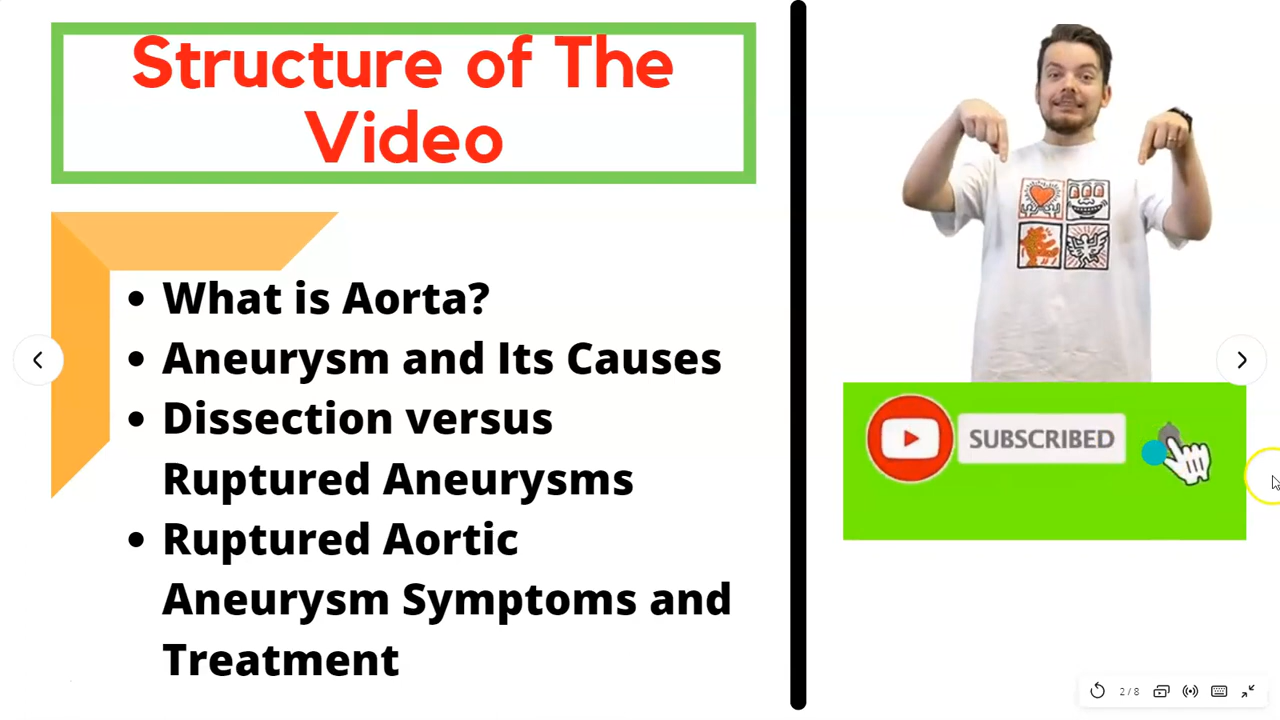 Structure of The
Video
• What is Aorta?
• Aneurysm and Its Causes
• Dissection versus
Ruptured Aneurysms
• Ruptured Aortic
Aneurysm Symptoms and
Treatment
SUBSCRIBED
2/8